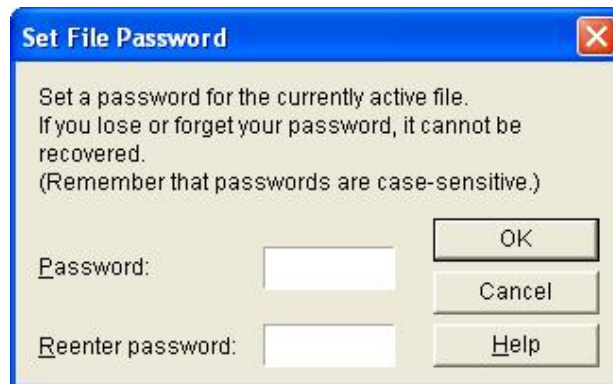 Set File Password
Set a password for the currently active file.
If you lose or forget your password, it cannot be
recovered.
(Remember that passwords are case-sensitive.)
OK
Password:
Cancel
Reenter password:
Help